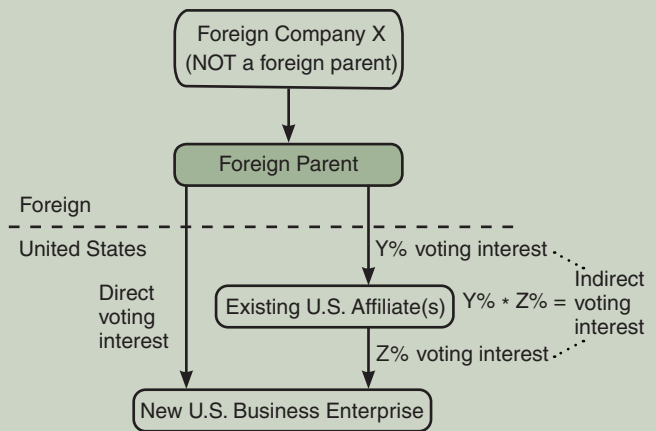 Foreign Company X
(NOT a foreign parent)
Foreign Parent
Foreign
United States
Direct
voting
interest
Y% voting interest
Existing U.S. Affiliate(s)
Y% * Z% =
Indirect
voting
interest
Z% voting interest
New U.S. Business Enterprise